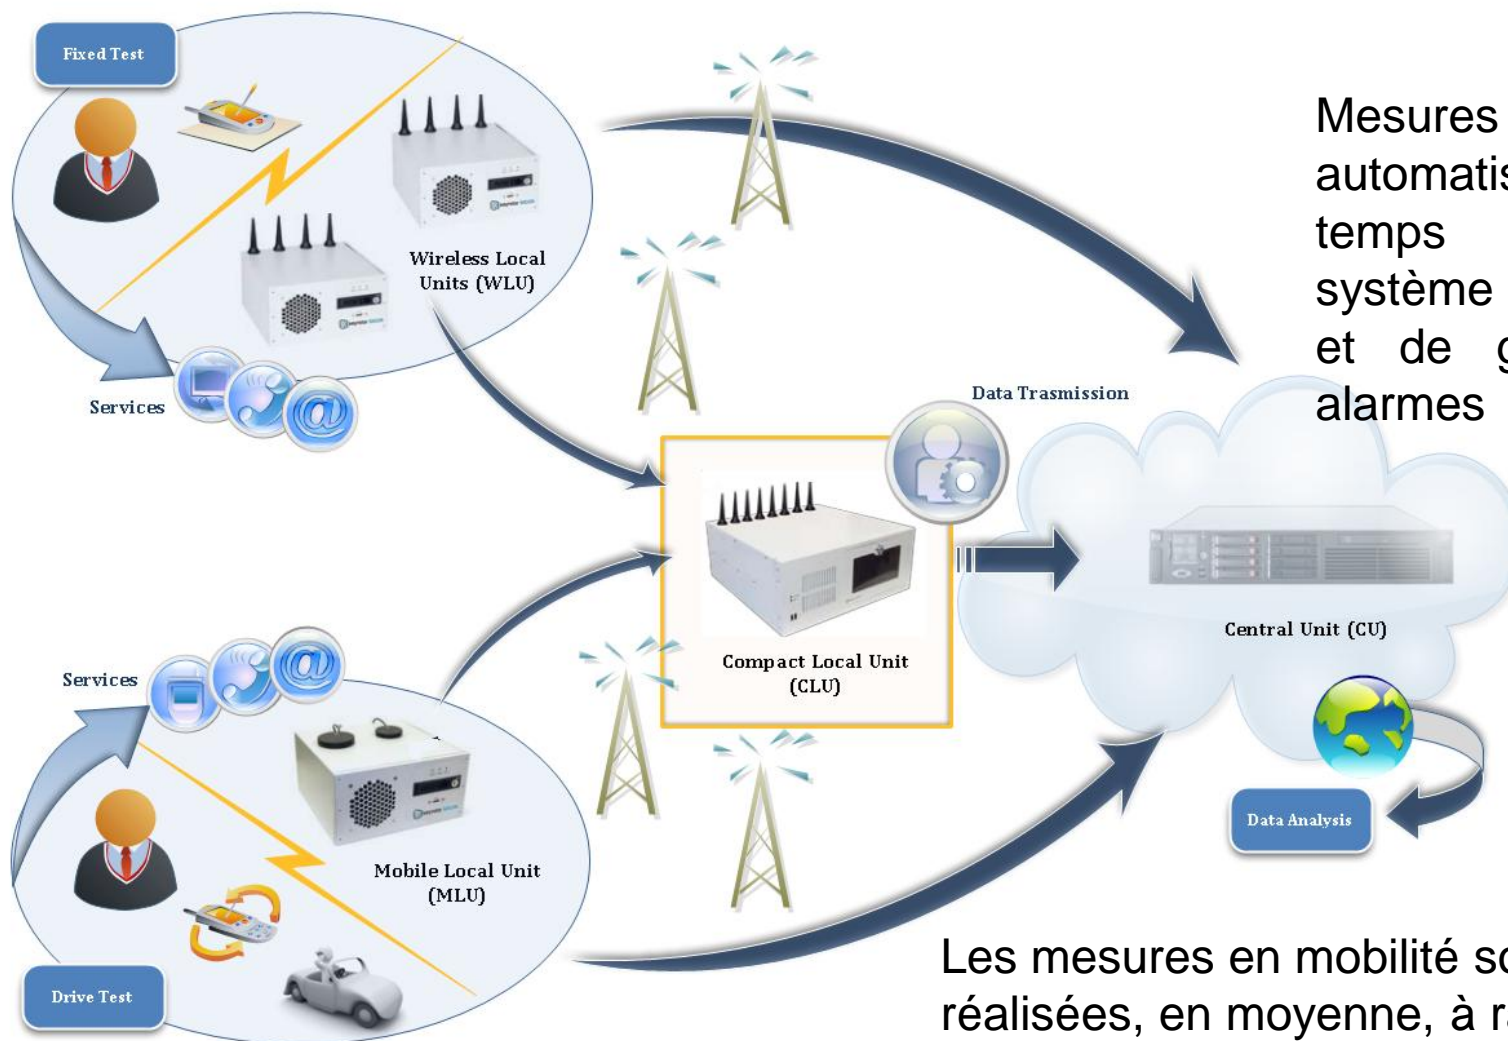 Fixed Test
Wireless Local
Units (WLU)
Services
Mesures
temps
système
et de
alarmes
Data Trasmission
Compact Local Unit
(CLU)
Central Unit (CU)
Services
Mobile Local Unit
(MLU)
Data Analysis
Drive Test
Les mesures en mobilité
réalisées, en moyenne, à